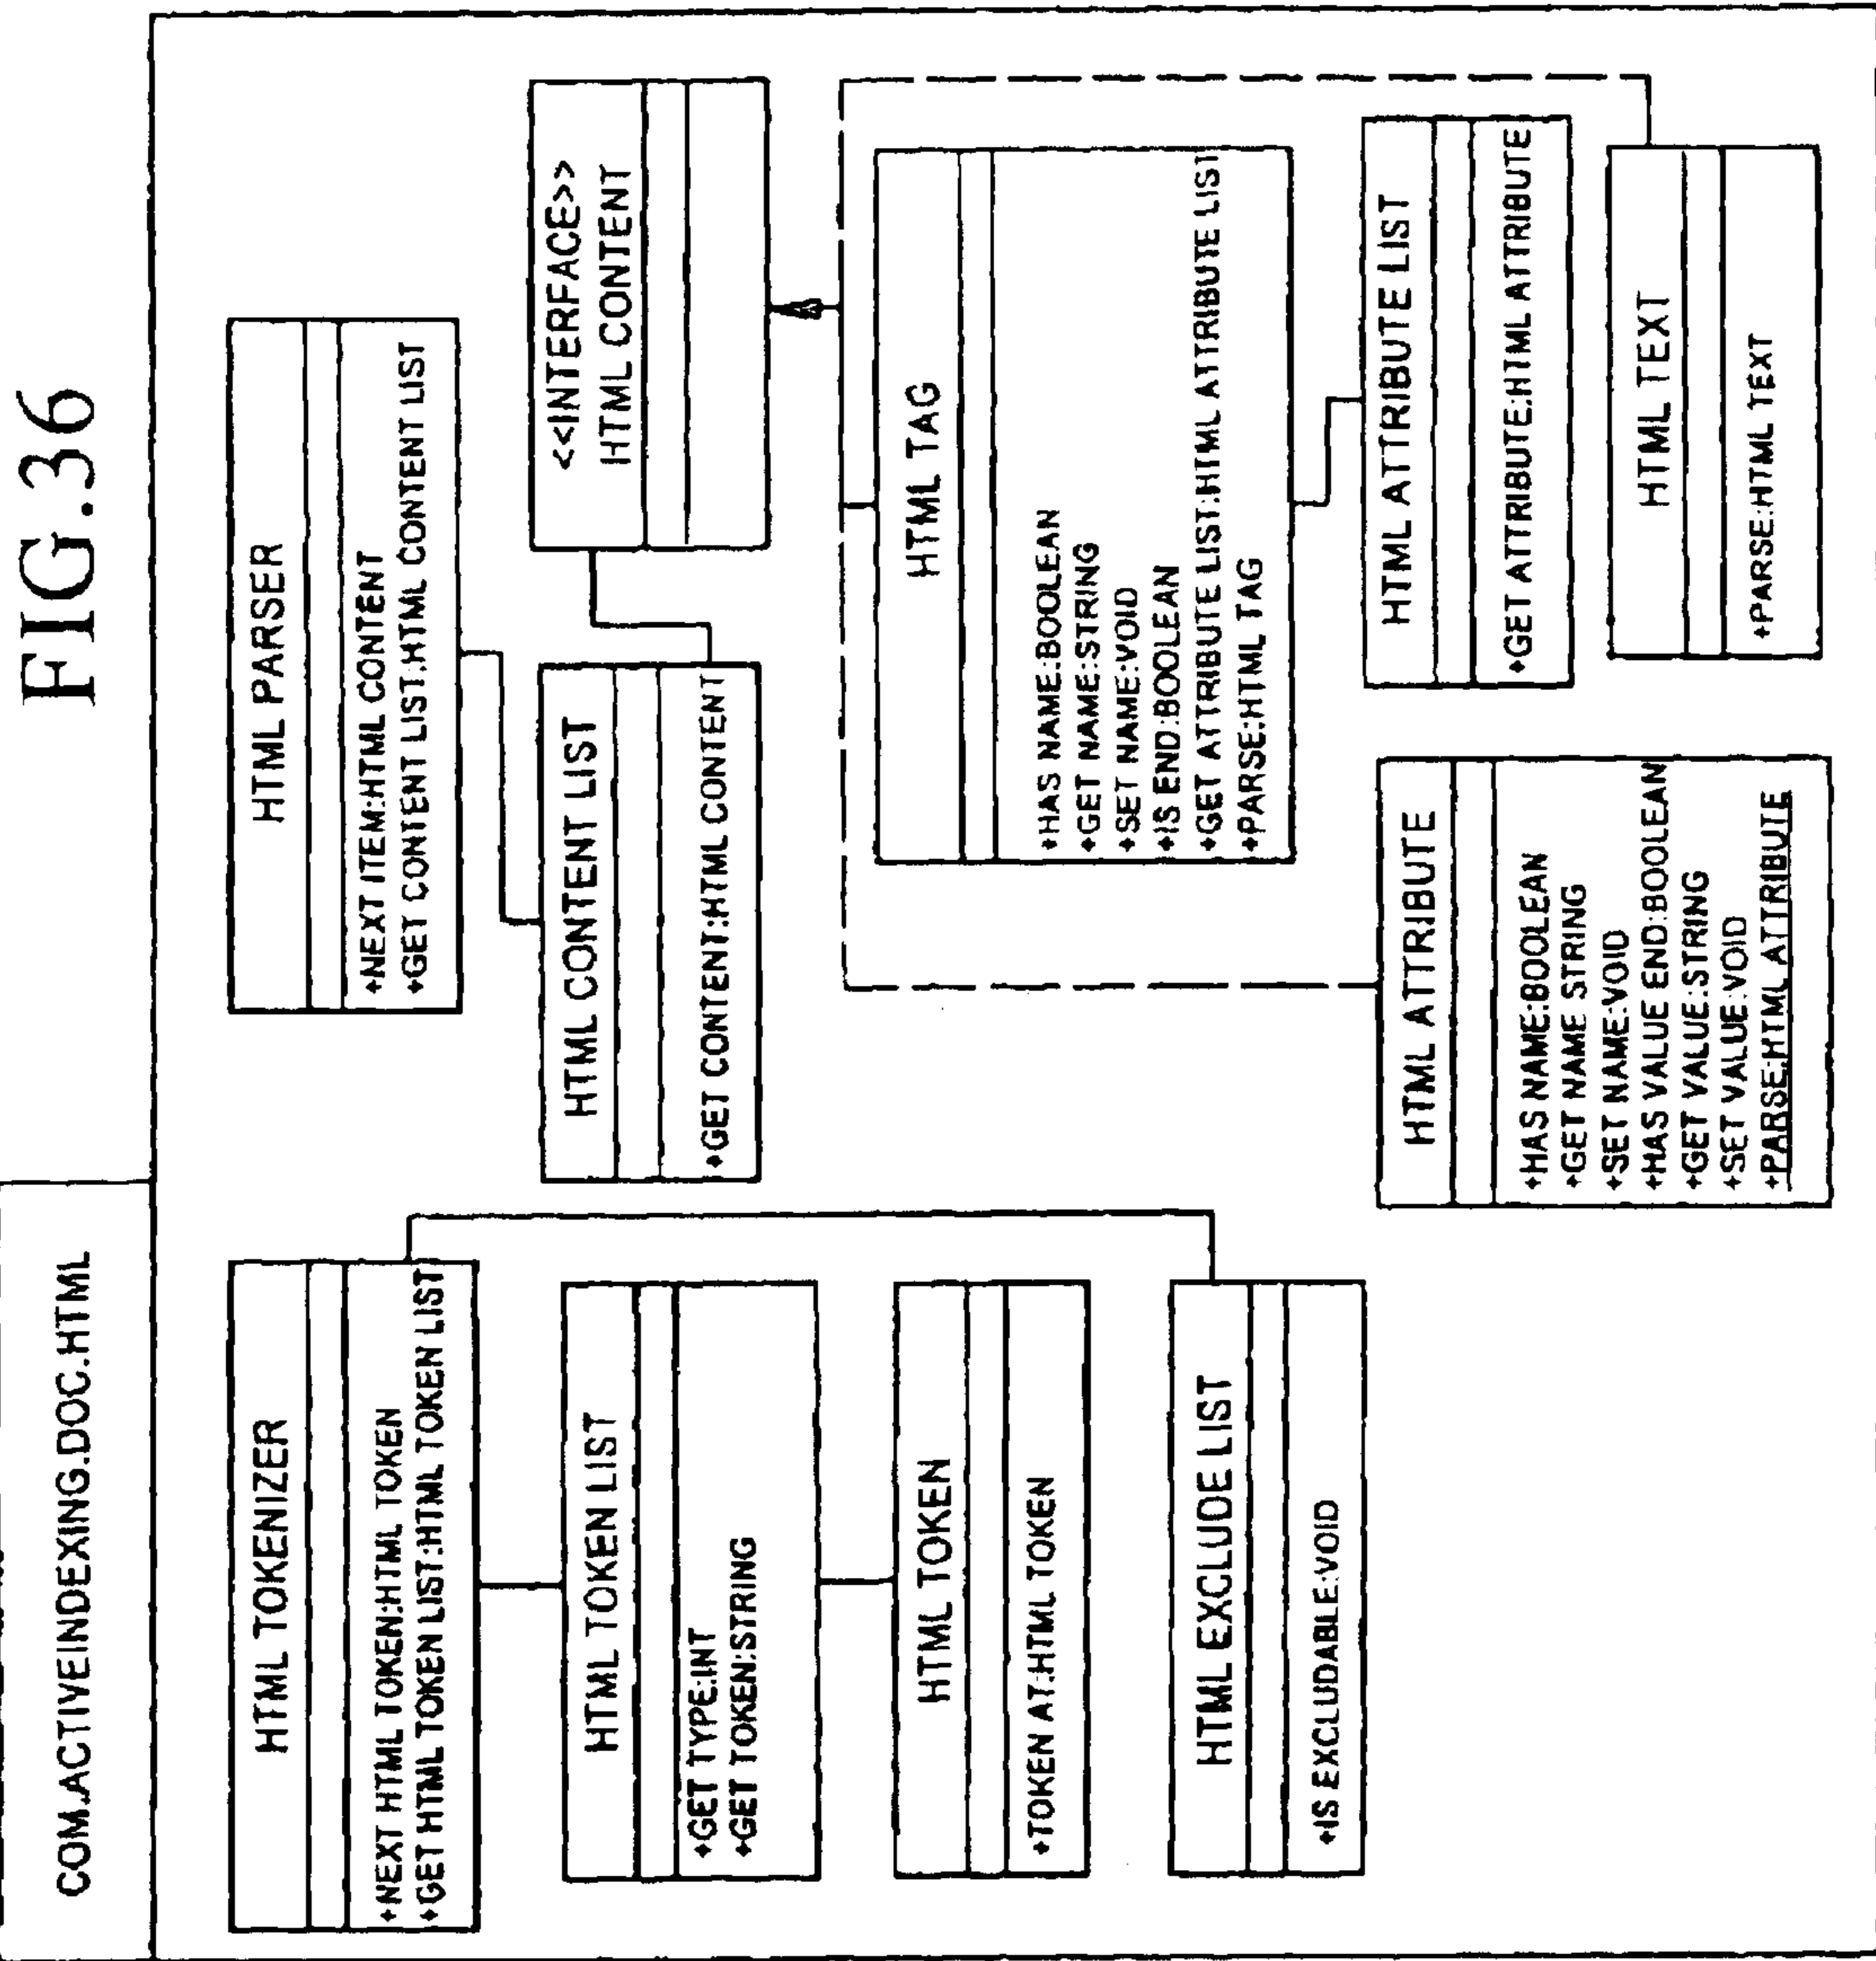 FIG.36
COM.ACTIVEINDEXING.DOC.HTML
HTML TOKENIZER
+NEXT HTML TOKEN:HTML TOKEN
+GET HTML TOKEN LIST:HTML TOKEN LIST
HTML TOKEN LIST
+GET TYPE:INT
+GET TOKEN:STRING
HTML TOKEN
+TOKEN AT:HTML TOKEN
HTML EXCLUDE LIST
+IS EXCLUDABLE:VOID
HTML PARSER
+NEXT ITEM:HTML CONTENT
+GET CONTENT LIST:HTML CONTENT LIST
HTML CONTENT LIST
+GET CONTENT:HTML CONTENT
<<INTERFACE>>
HTML CONTENT
HTML TAG
+HAS NAME:BOOLEAN
+GET NAME:STRING
+SET NAME:VOID
+IS END:BOOLEAN
+GET ATTRIBUTE LIST:HTML ATTRIBUTE LIST
+PARSE:HTML TAG
HTML ATTRIBUTE
+HAS NAME:BOOLEAN
+GET NAME STRING
+SET NAME:VOID
+HAS VALUE END:BOOLEAN
+GET VALUE:STRING
+SET VALUE:VOID
+PARSE:HTML ATTRIBUTE
HTML ATTRIBUTE LIST
+GET ATTRIBUTE:HTML ATTRIBUTE
HTML TEXT
+PARSE:HTML TEXT